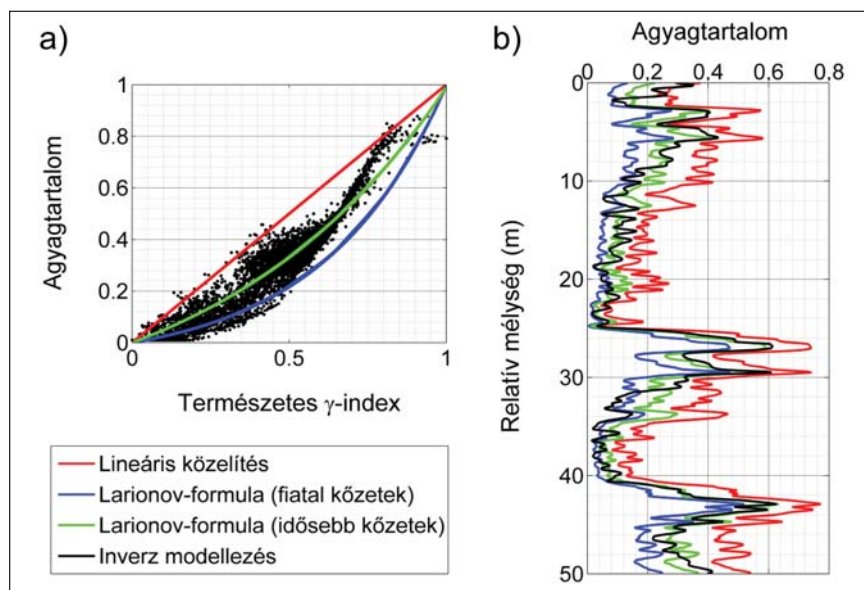 a)
1
0.8
0.6
0.4
0.2
0
0
0.5
1
Agyagtartalom
Természetes γ-index
Lineáris közelítés
Larionov-formula (fiatal kőzetek)
Larionov-formula (idősebb kőzetek)
Inverz modellezés
b)
Agyagtartalom
0 0.2 0.4 0.6 0.8
0
10
20
30
40
50
Relatív mélység (m)